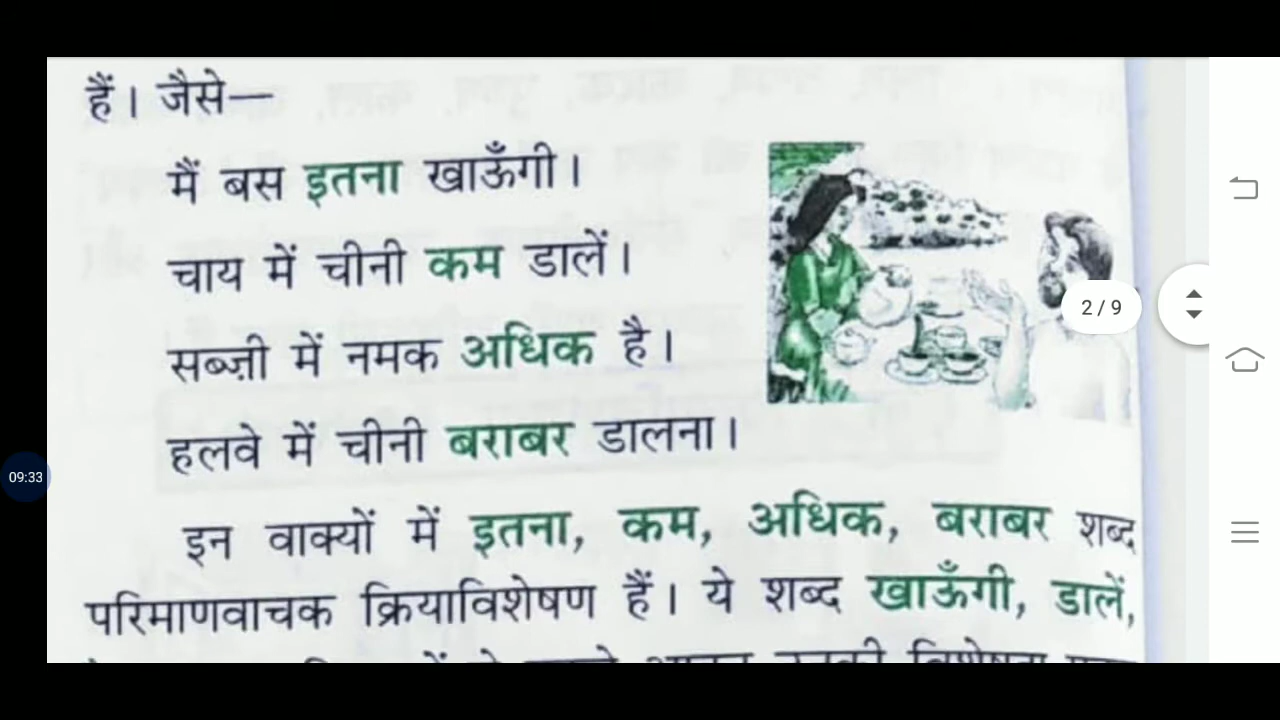 हैं। जैसे—
मैं बस इतना खाऊँगी।
चाय में चीनी कम डालें।
सब्ज़ी में नमक अधिक है।
हलवे में चीनी बराबर डालना।
इन वाक्यों में इतना, कम, अधिक, बराबर शब्द
परिमाणवाचक क्रियाविशेषण हैं। ये शब्द खाऊँगी, डालें,
2 / 9
09:33